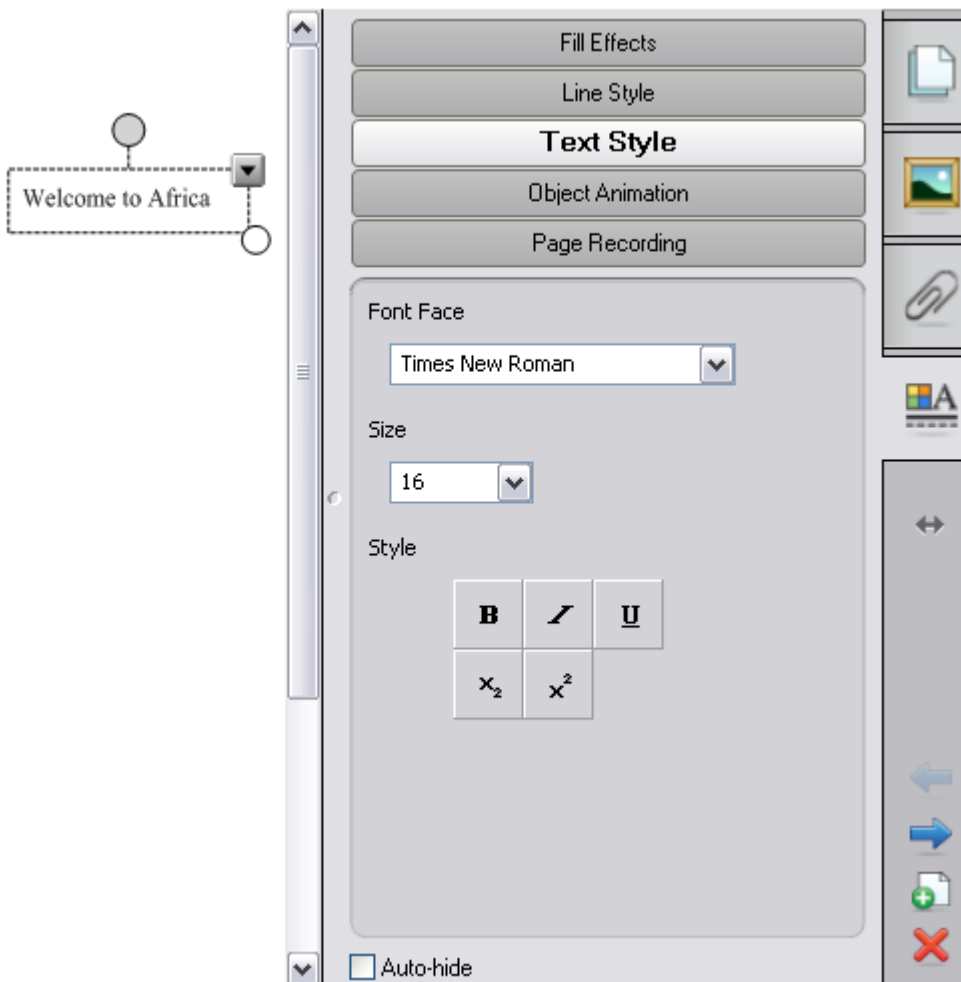 Welcome to Africa
Fill Effects
Line Style
Text Style
Object Animation
Page Recording
Font Face
Times New Roman
Size
16
Style
B I U
x₂ x²
Auto-hide
A